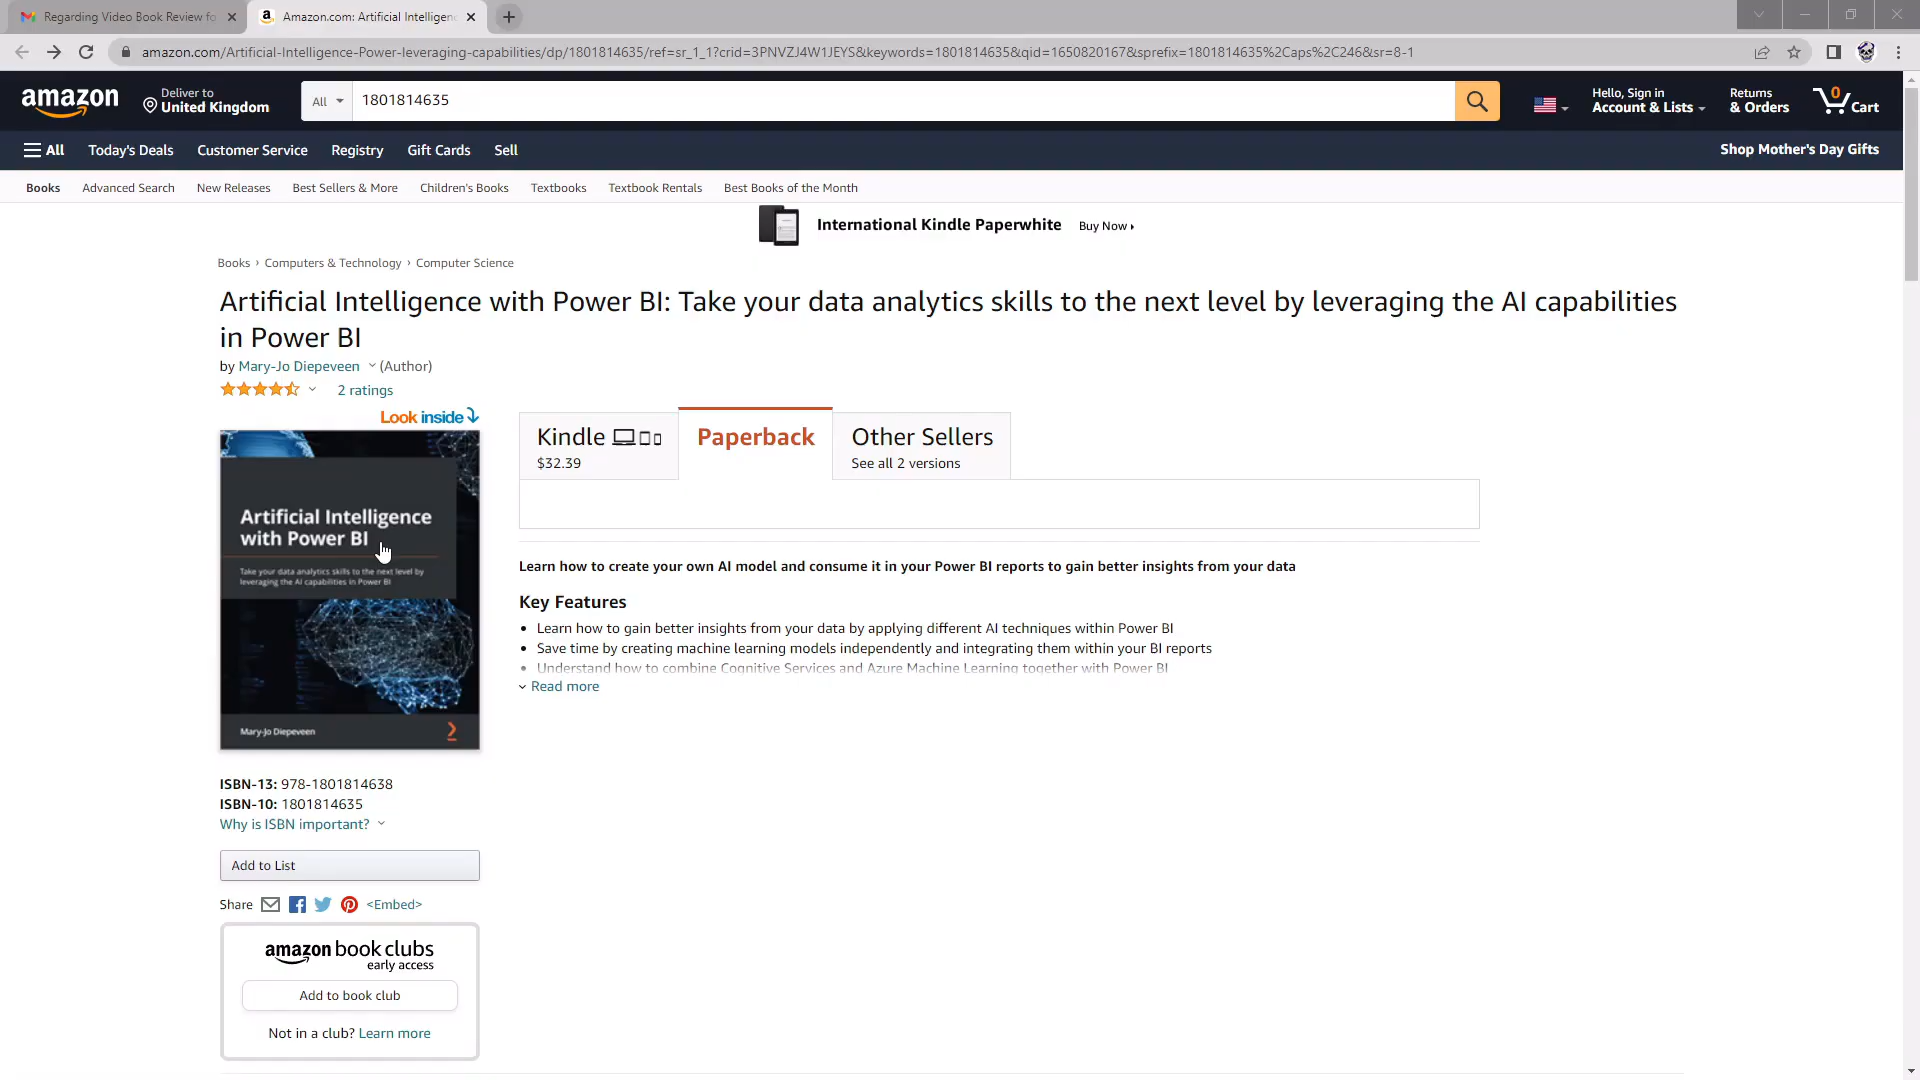 Regarding Video Book Review fo
Amazon.com: Artificial Intelligenc
amazon.com/Artificial-Intelligence-Power-leveraging-capabilities/dp/1801814635/ref=sr_1_1?crid=3PNVZJ4W1JEYS&keywords=1801814635&qid=1650820167&sprefix=1801814635%2Caps%2C246&sr=8-1
amazon
Deliver to
United Kingdom
All
1801814635
Hello, Sign in
Account & Lists
Returns
& Orders
0
Cart
All
Today's Deals
Customer Service
Registry
Gift Cards
Sell
Shop Mother's Day Gifts
Books
Advanced Search
New Releases
Best Sellers & More
Children's Books
Textbooks
Textbook Rentals
Best Books of the Month
International Kindle Paperwhite
Buy Now
Books › Computers & Technology › Computer Science
Artificial Intelligence with Power BI: Take your data analytics skills to the next level by leveraging the AI capabilities
in Power BI
by Mary-Jo Diepeveen (Author)
2 ratings
Look inside
Kindle
$32.39
Paperback
Other Sellers
See all 2 versions
Artificial Intelligence
with Power BI
Take your data analytics skills to the next level by
leveraging the AI capabilities in Power BI
Mary-Jo Diepeveen
Learn how to create your own AI model and consume it in your Power BI reports to gain better insights from your data
Key Features
• Learn how to gain better insights from your data by applying different AI techniques within Power BI
• Save time by creating machine learning models independently and integrating them within your BI reports
• Understand how to combine Cognitive Services and Azure Machine Learning together with Power BI
Read more
ISBN-13: 978-1801814638
ISBN-10: 1801814635
Why is ISBN important?
Add to List
Share
<Embed>
amazon book clubs
early access
Add to book club
Not in a club? Learn more